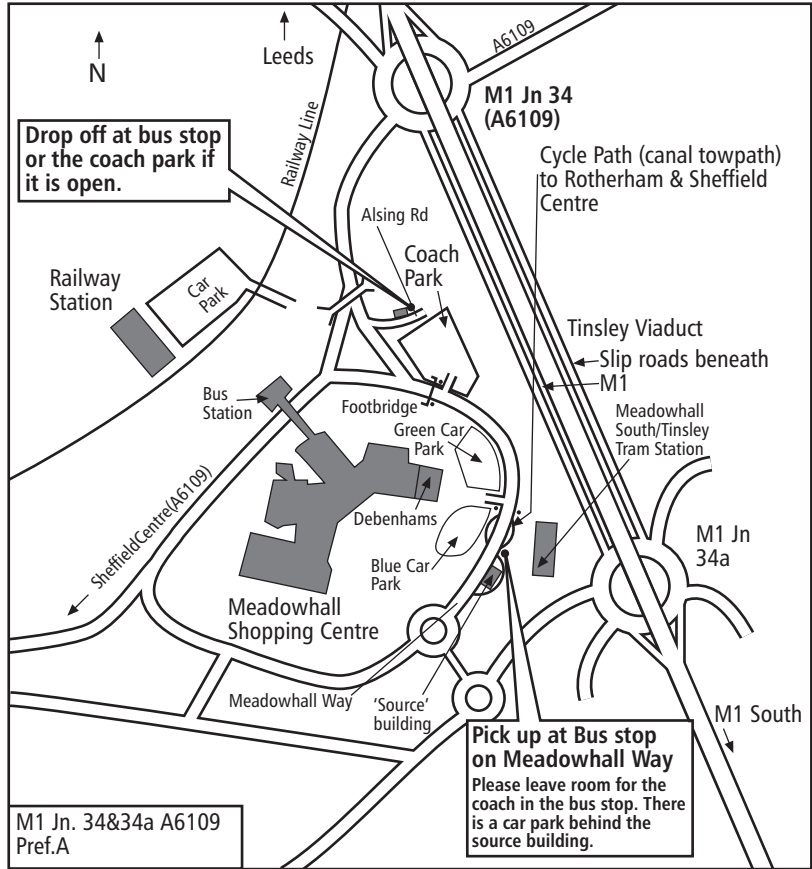 N
Leeds
A6109
M1 Jn 34
(A6109)
Drop off at bus stop
or the coach park if
it is open.
Railway Line
Cycle Path (canal towpath)
to Rotherham & Sheffield
Centre
Alsing Rd
Coach
Park
Railway
Station
Car
Park
Tinsley Viaduct
Slip roads beneath
M1
Bus
Station
Footbridge
Green Car
Park
Meadowhall
South/Tinsley
Tram Station
Debenhams
SheffieldCentre(A6109)
M1 Jn
34a
Blue Car
Park
Meadowhall
Shopping Centre
Meadowhall Way
'Source'
building
M1 South
Pick up at Bus stop
on Meadowhall Way
Please leave room for the
coach in the bus stop. There
is a car park behind the
source building.
M1 Jn. 34&34a A6109
Pref.A